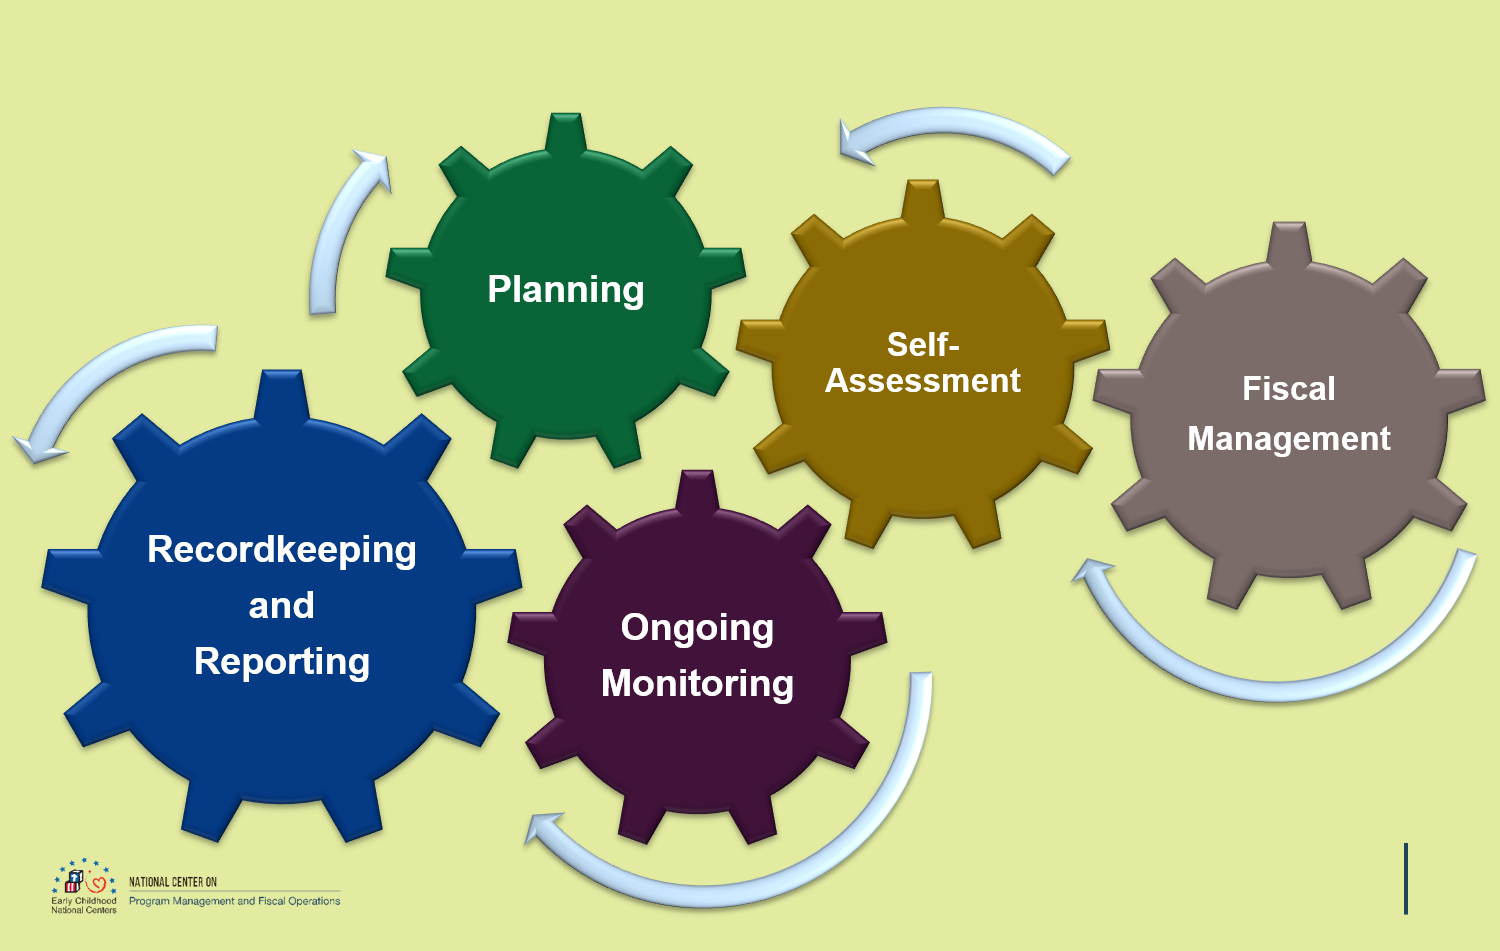 Planning
Self-
Assessment
Fiscal
Management
Recordkeeping
and
Reporting
Ongoing
Monitoring
Early Childhood
National Centers
NATIONAL CENTER ON
Program Management and Fiscal Operations